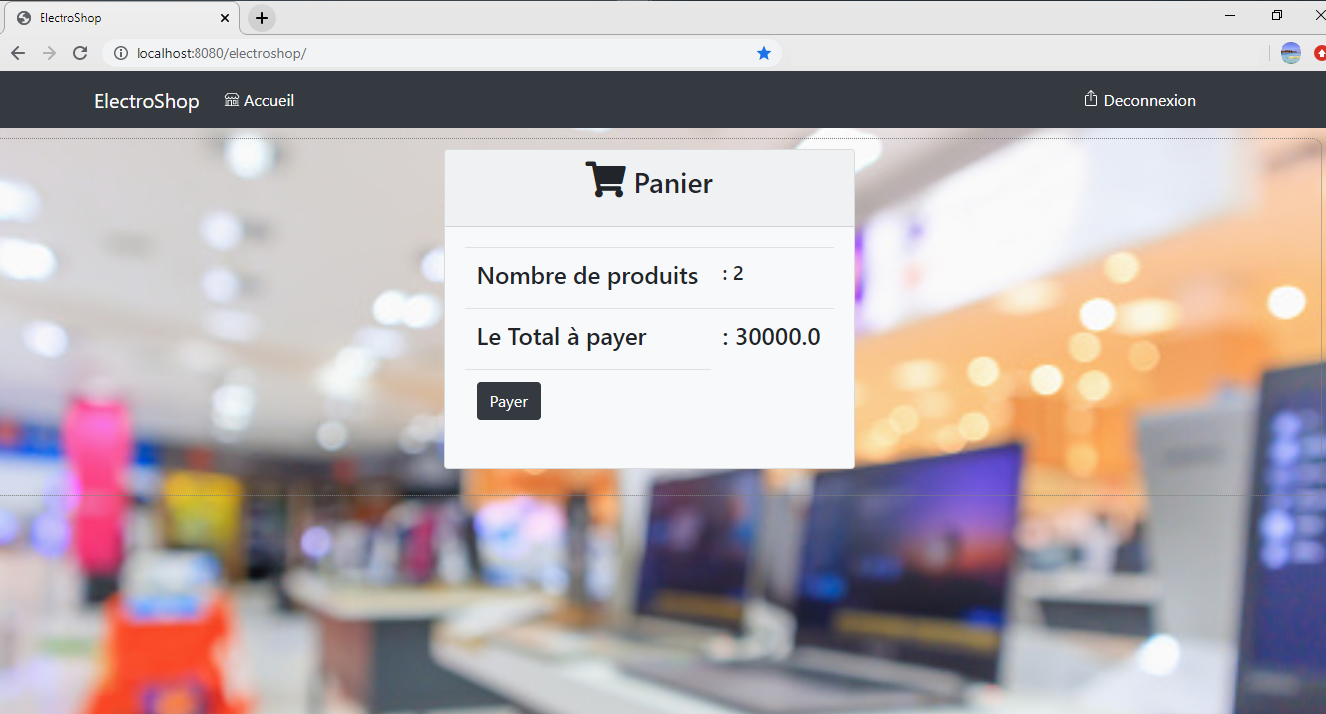 ElectroShop
localhost:8080/electroshop/
ElectroShop Accueil Deconnexion
Panier
Nombre de produits : 2
Le Total à payer : 30000.0
Payer